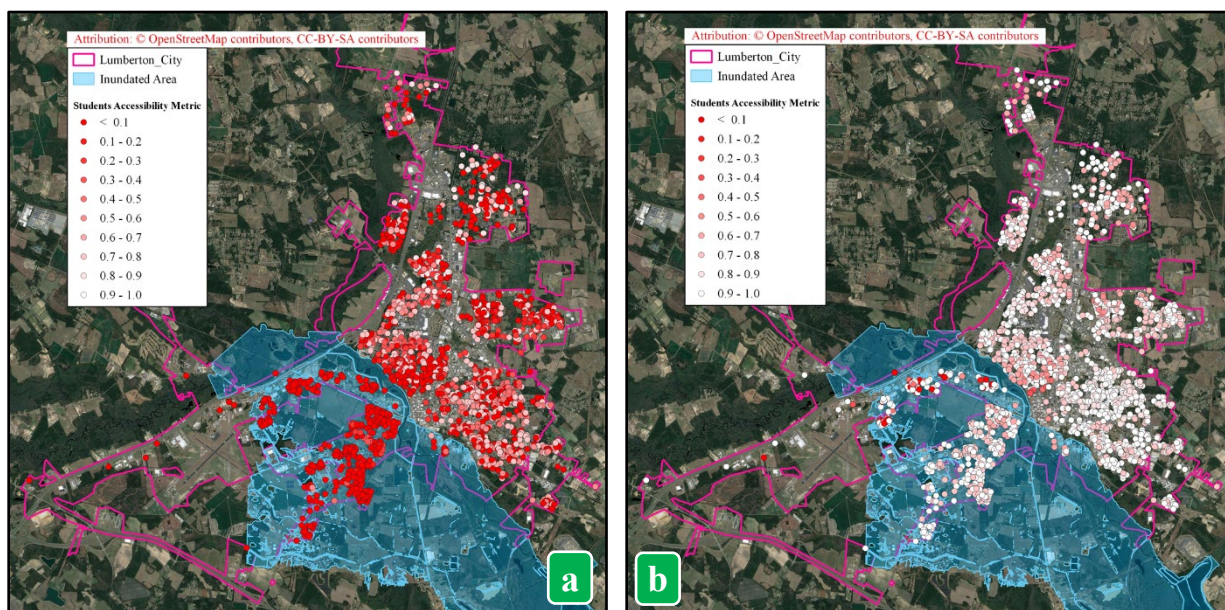 Attribution: © OpenStreetMap contributors, CC-BY-SA contributors
Lumberton_City
Inundated Area
Students Accessibility Metric
< 0.1
0.1 - 0.2
0.2 - 0.3
0.3 - 0.4
0.4 - 0.5
0.5 - 0.6
0.6 - 0.7
0.7 - 0.8
0.8 - 0.9
0.9 - 1.0
a
Attribution: © OpenStreetMap contributors, CC-BY-SA contributors
Lumberton_City
Inundated Area
Students Accessibility Metric
< 0.1
0.1 - 0.2
0.2 - 0.3
0.3 - 0.4
0.4 - 0.5
0.5 - 0.6
0.6 - 0.7
0.7 - 0.8
0.8 - 0.9
0.9 - 1.0
b